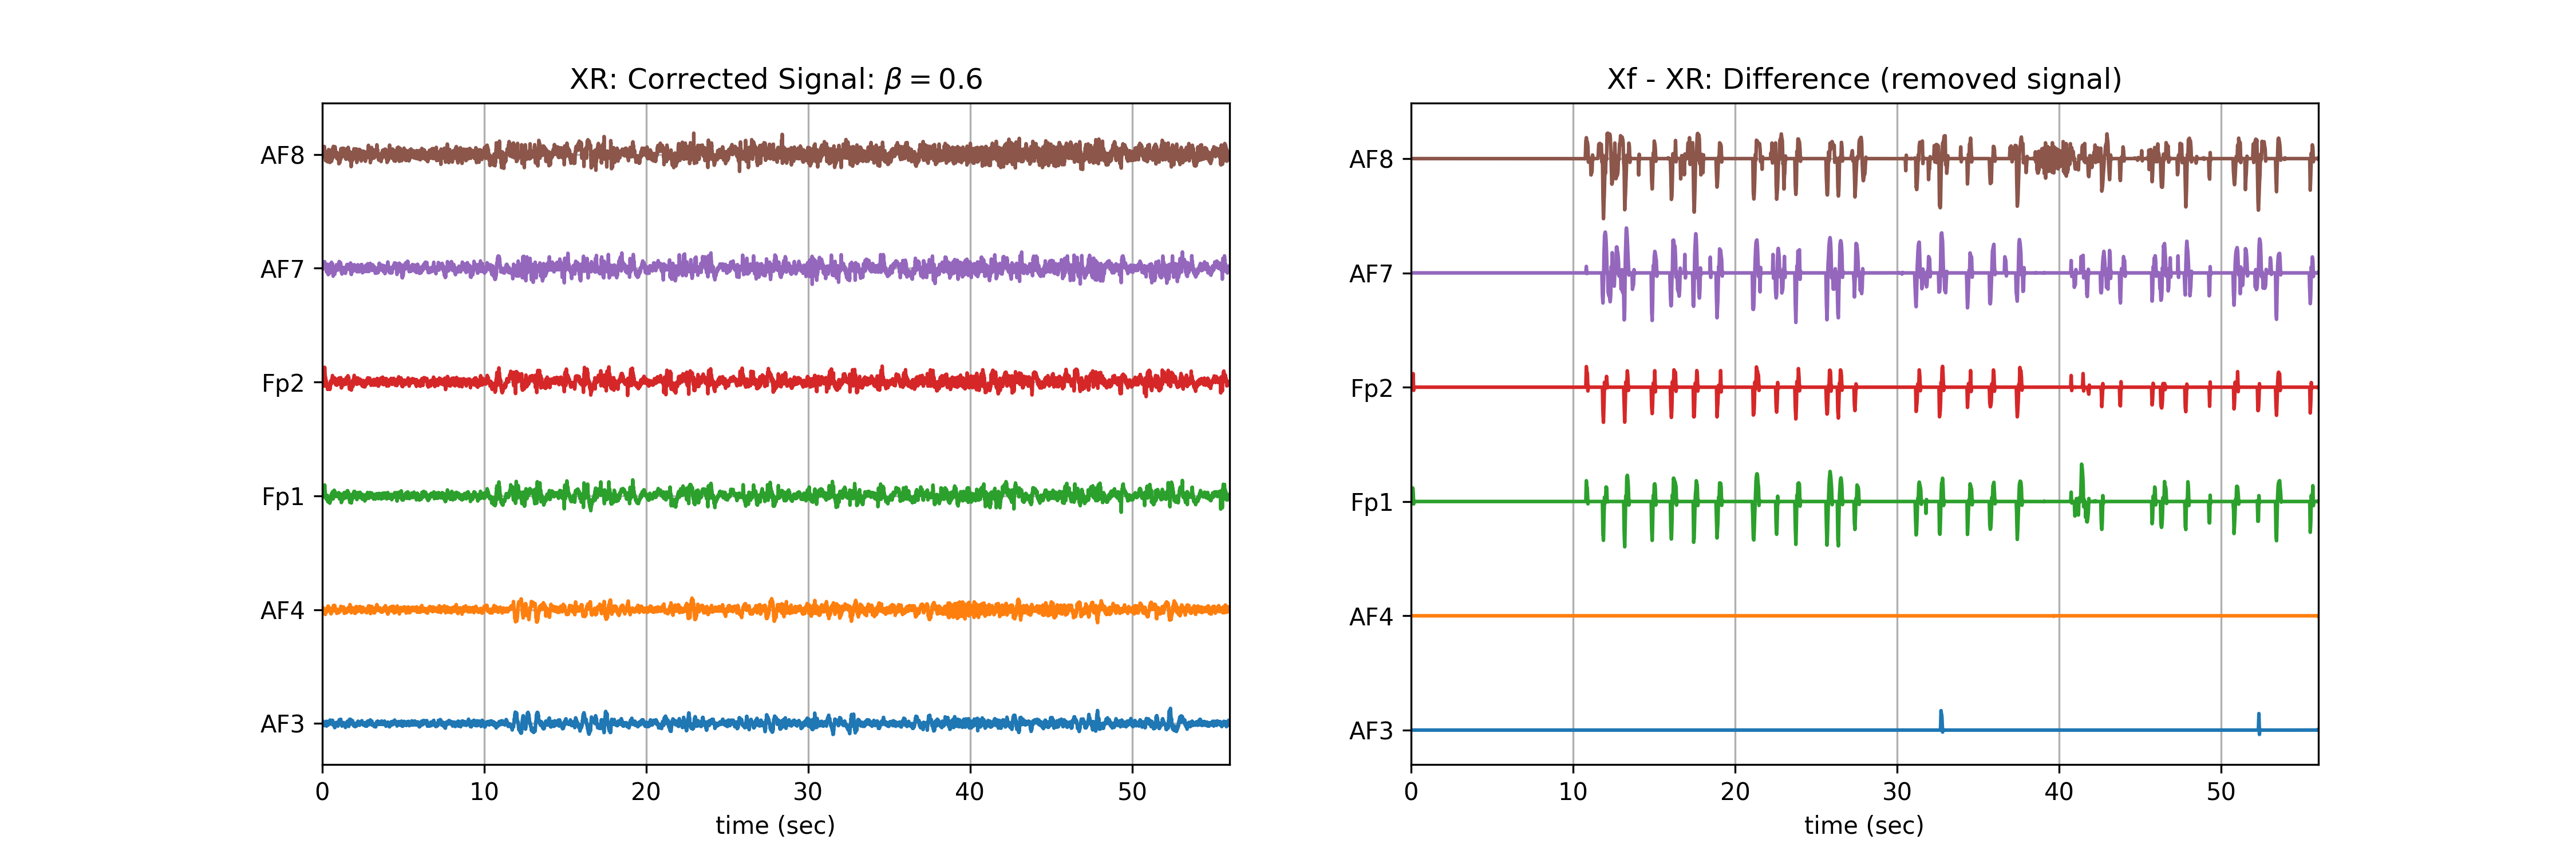 XR: Corrected Signal: β = 0.6
AF8
AF7
Fp2
Fp1
AF4
AF3
0 10 20 30 40 50
time (sec)
Xf - XR: Difference (removed signal)
AF8
AF7
Fp2
Fp1
AF4
AF3
0 10 20 30 40 50
time (sec)